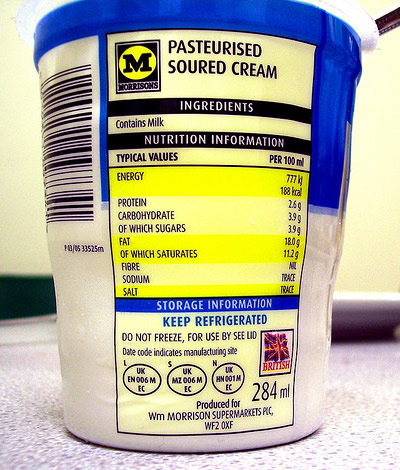 M
MORRISONS
PASTEURISED
SOURED CREAM
INGREDIENTS
Contains Milk
NUTRITION INFORMATION
TYPICAL VALUES PER 100 ml
ENERGY 777 kJ
188 kcal
PROTEIN 2.6 g
CARBOHYDRATE 3.9 g
OF WHICH SUGARS 3.9 g
FAT 18.0 g
OF WHICH SATURATES 11.2 g
FIBRE NIL
SODIUM TRACE
SALT TRACE
P 03/05 33525m
STORAGE INFORMATION
KEEP REFRIGERATED
DO NOT FREEZE, FOR USE BY SEE LID
Date code indicates manufacturing site
BRITISH
L S N
UK UK UK
EN 006 M MZ 006 M HN 001 M
EC EC EC
284 ml
Produced for
Wm MORRISON SUPERMARKETS PLC,
WF2 0XF